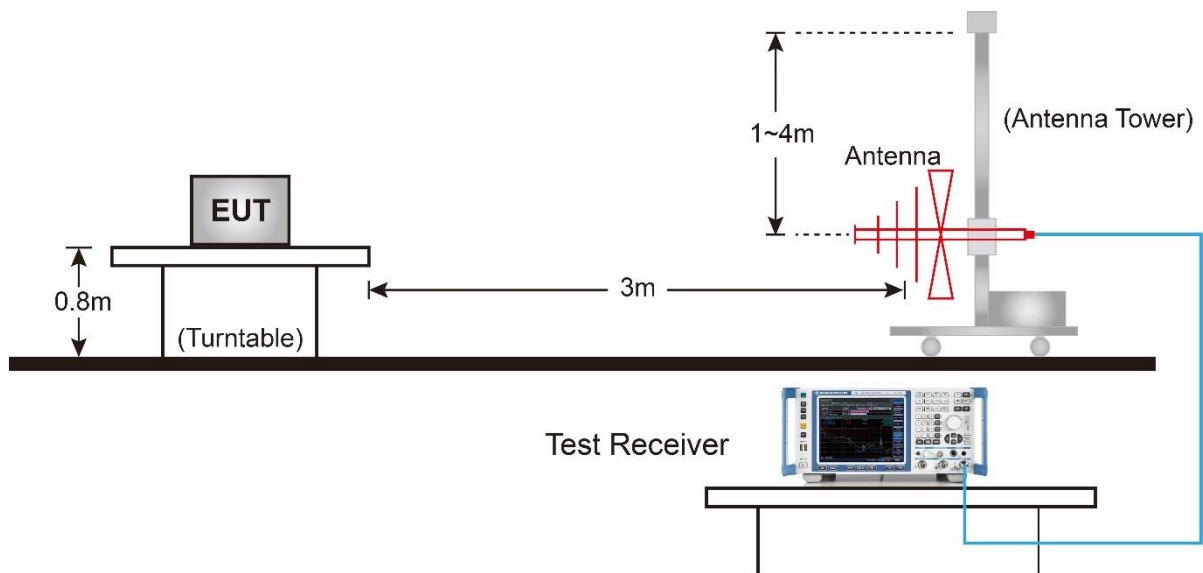 1~4m
(Antenna Tower)
Antenna
EUT
0.8m
3m
(Turntable)
Test Receiver